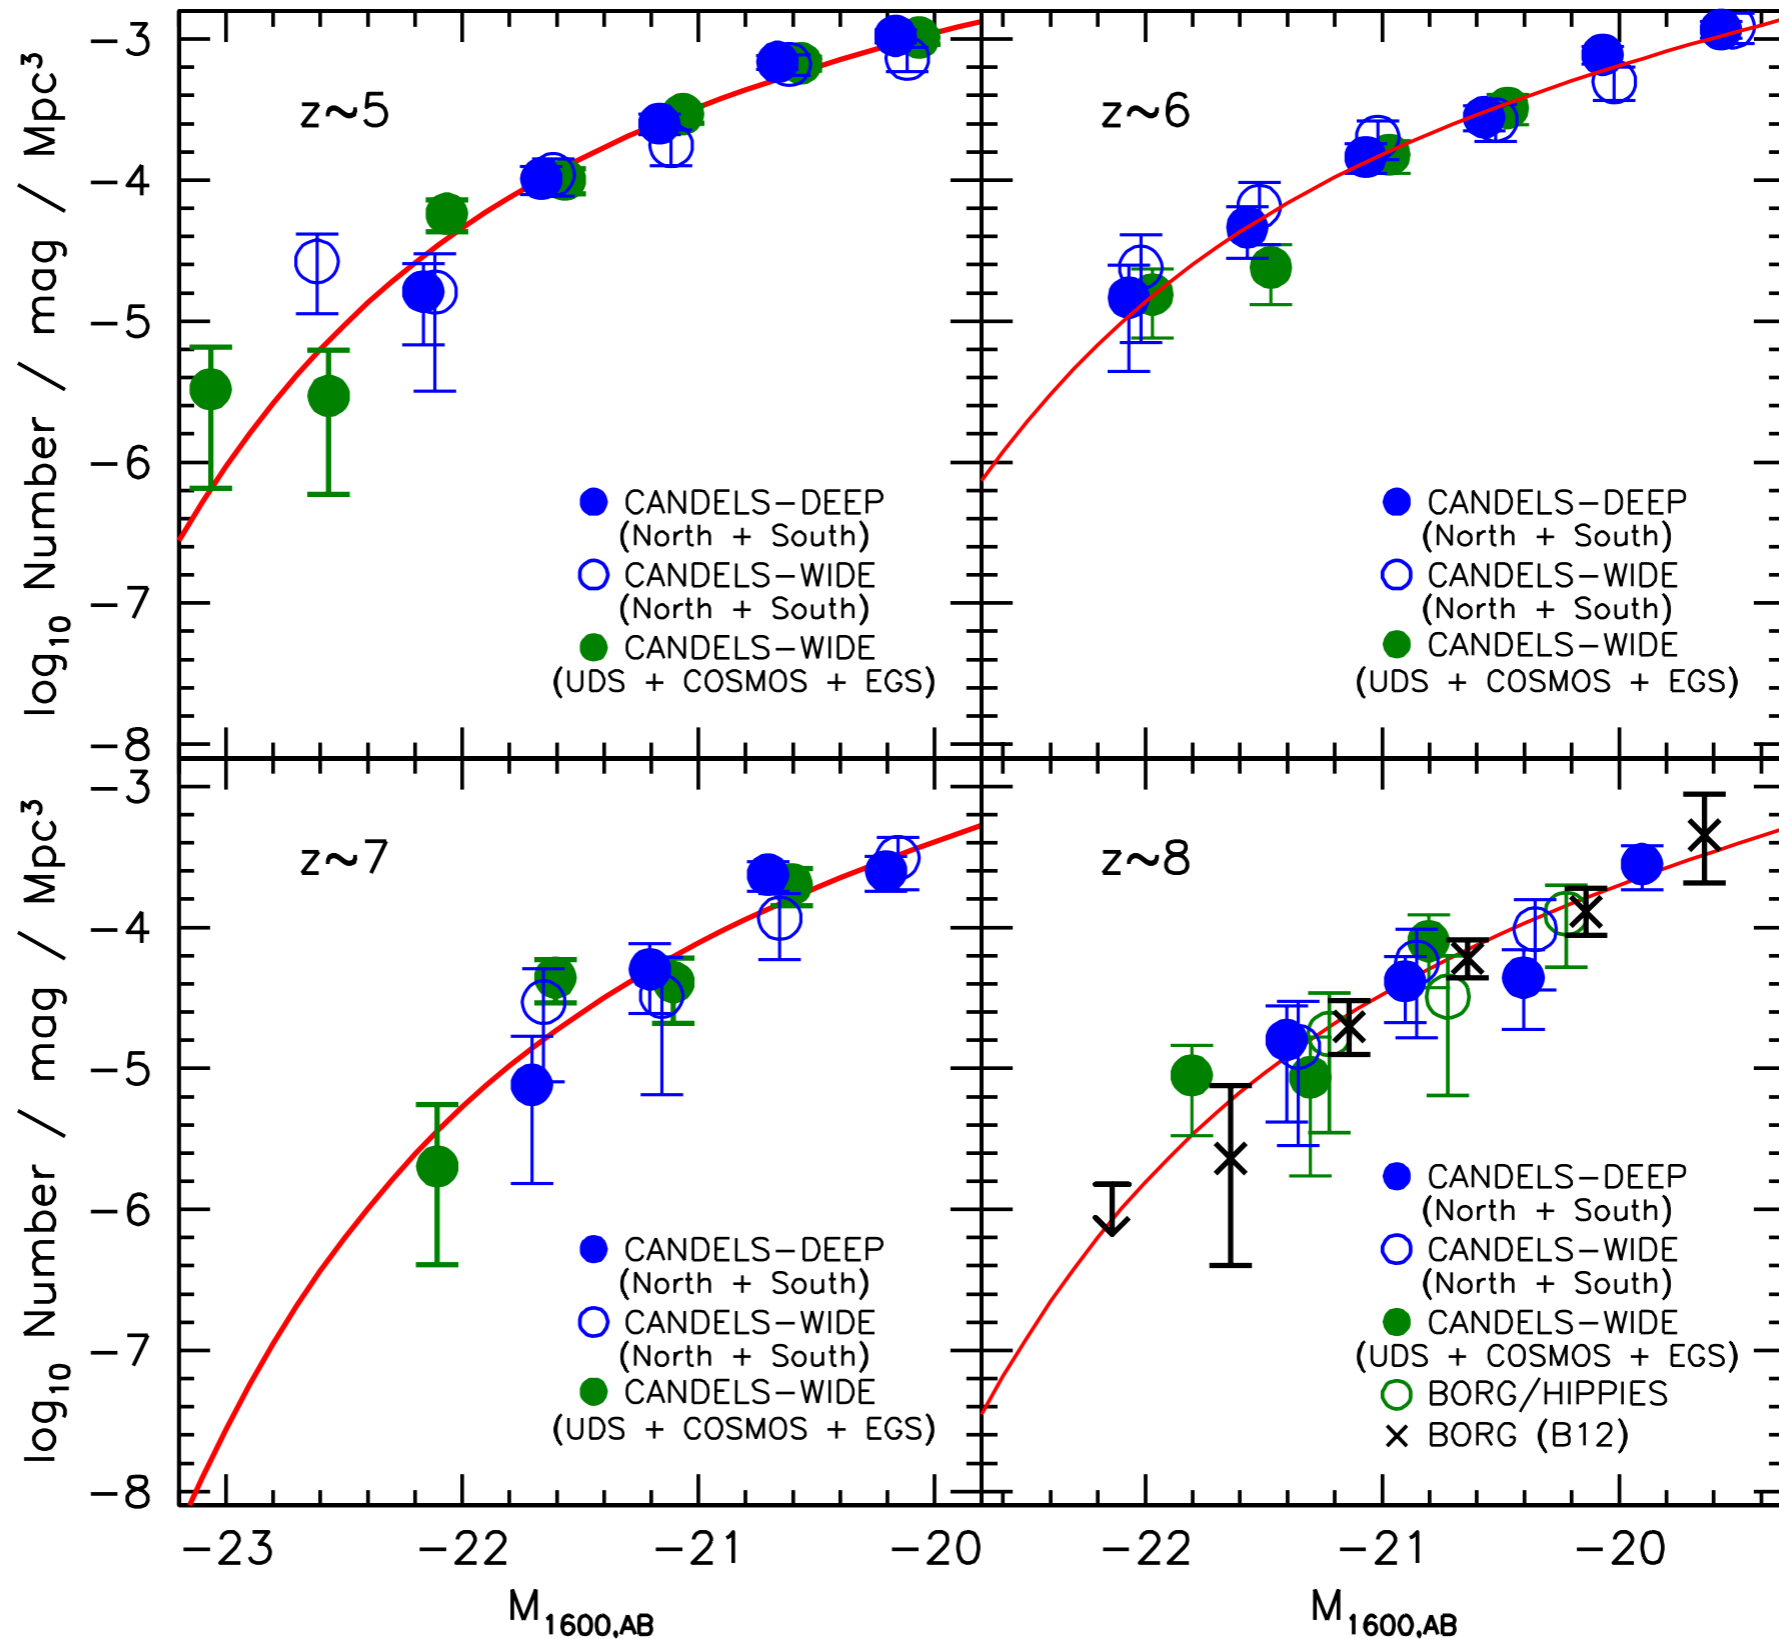 log₁₀ Number / mag / Mpc³
−3
−4
−5
−6
−7
−8
z~5
CANDELS−DEEP
(North + South)
CANDELS−WIDE
(North + South)
CANDELS−WIDE
(UDS + COSMOS + EGS)
z~6
CANDELS−DEEP
(North + South)
CANDELS−WIDE
(North + South)
CANDELS−WIDE
(UDS + COSMOS + EGS)
log₁₀ Number / mag / Mpc³
−3
−4
−5
−6
−7
−8
z~7
CANDELS−DEEP
(North + South)
CANDELS−WIDE
(North + South)
CANDELS−WIDE
(UDS + COSMOS + EGS)
z~8
CANDELS−DEEP
(North + South)
CANDELS−WIDE
(North + South)
CANDELS−WIDE
(UDS + COSMOS + EGS)
BORG/HIPPIES
BORG (B12)
−23 −22 −21 −20
−22 −21 −20
M1600,AB
M1600,AB